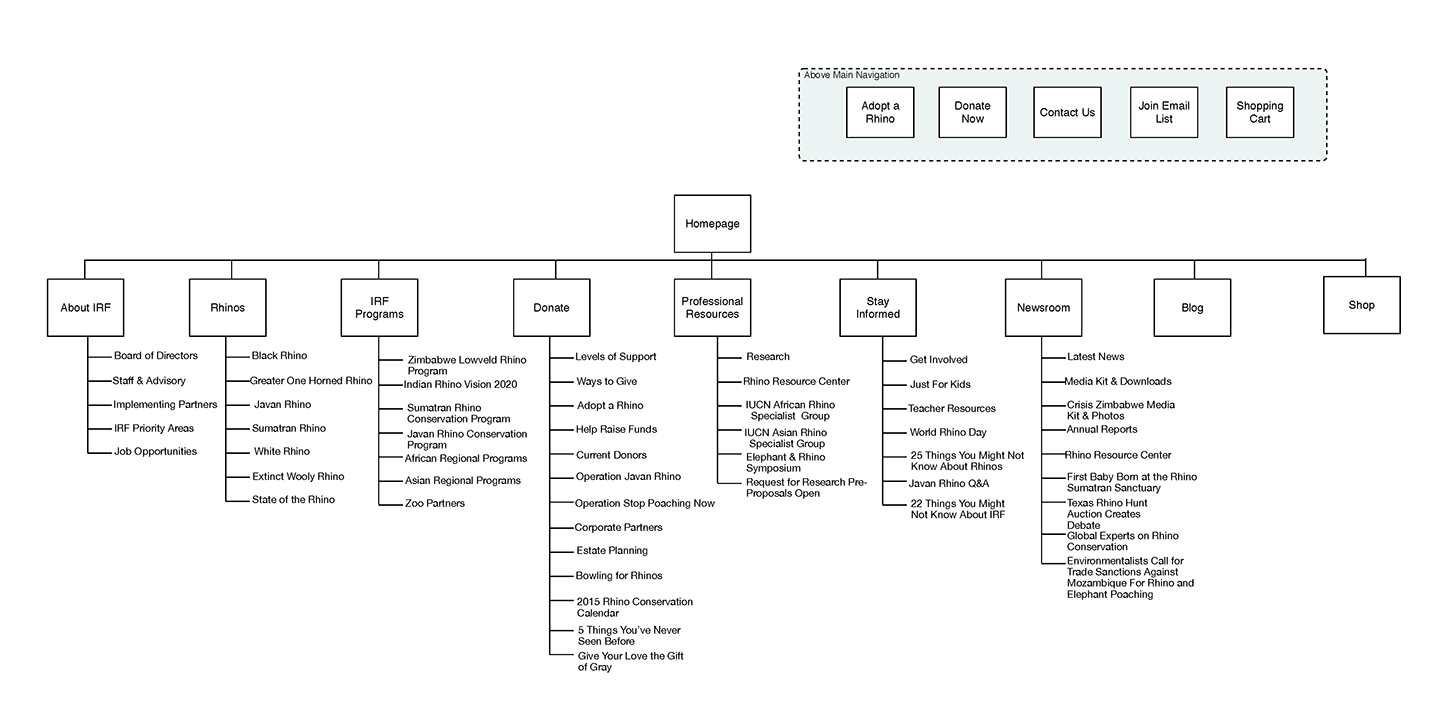 Above Main Navigation
Adopt a
Rhino
Donate
Now
Contact Us
Join Email
List
Shopping
Cart
Homepage
About IRF
Rhinos
IRF
Programs
Donate
Professional
Resources
Stay
Informed
Newsroom
Blog
Shop
Board of Directors
Staff & Advisory
Implementing Partners
IRF Priority Areas
Job Opportunities
Black Rhino
Greater One Horned Rhino
Javan Rhino
Sumatran Rhino
White Rhino
Extinct Wooly Rhino
State of the Rhino
Zimbabwe Lowveld Rhino
Program
Indian Rhino Vision 2020
Sumatran Rhino
Conservation Program
Javan Rhino Conservation
Program
African Regional Programs
Asian Regional Programs
Zoo Partners
Levels of Support
Ways to Give
Adopt a Rhino
Help Raise Funds
Current Donors
Operation Javan Rhino
Operation Stop Poaching Now
Corporate Partners
Estate Planning
Bowling for Rhinos
2015 Rhino Conservation
Calendar
5 Things You've Never
Seen Before
Give Your Love the Gift
of Gray
Research
Rhino Resource Center
IUCN African Rhino
Specialist Group
IUCN Asian Rhino
Specialist Group
Elephant & Rhino
Symposium
Request for Research Pre-
Proposals Open
Get Involved
Just For Kids
Teacher Resources
World Rhino Day
25 Things You Might Not
Know About Rhinos
Javan Rhino Q&A
22 Things You Might
Not Know About IRF
Latest News
Media Kit & Downloads
Crisis Zimbabwe Media
Kit & Photos
Annual Reports
Rhino Resource Center
First Baby Born at the Rhino
Sumatran Sanctuary
Texas Rhino Hunt
Auction Creates
Debate
Global Experts on Rhino
Conservation
Environmentalists Call for
Trade Sanctions Against
Mozambique For Rhino and
Elephant Poaching